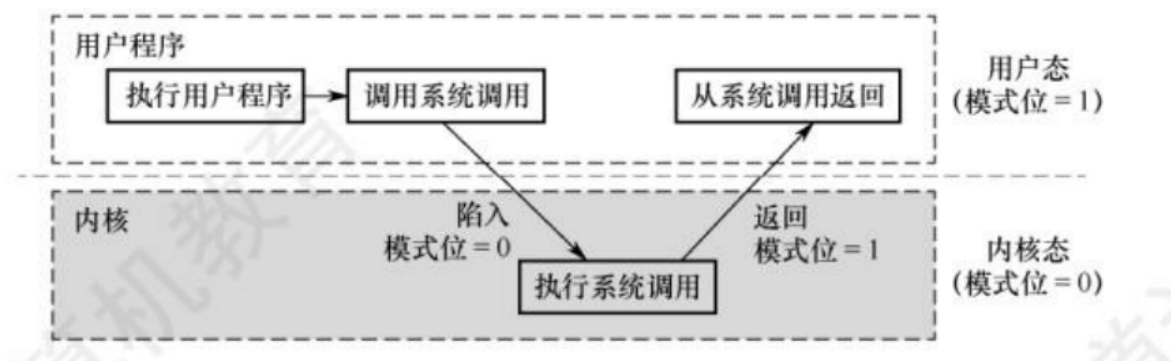 用户程序
执行用户程序
调用系统调用
从系统调用返回
用户态
(模式位=1)
内核
陷入
模式位=0
返回
模式位=1
执行系统调用
内核态
(模式位=0)
机教育